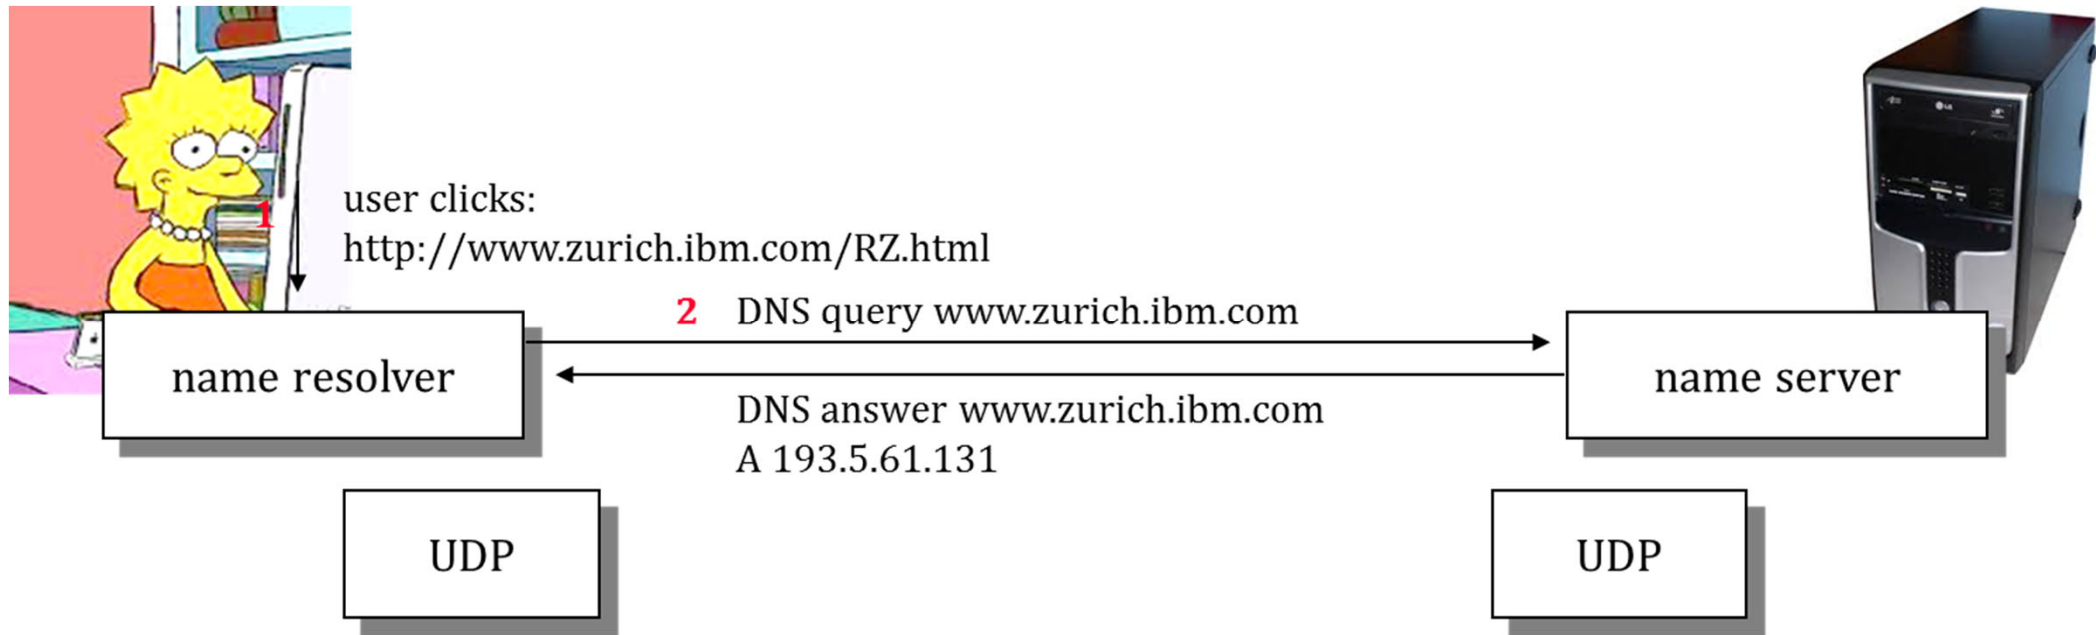 1
user clicks:
http://www.zurich.ibm.com/RZ.html
2 DNS query www.zurich.ibm.com
name resolver
name server
DNS answer www.zurich.ibm.com
A 193.5.61.131
UDP
UDP
LG